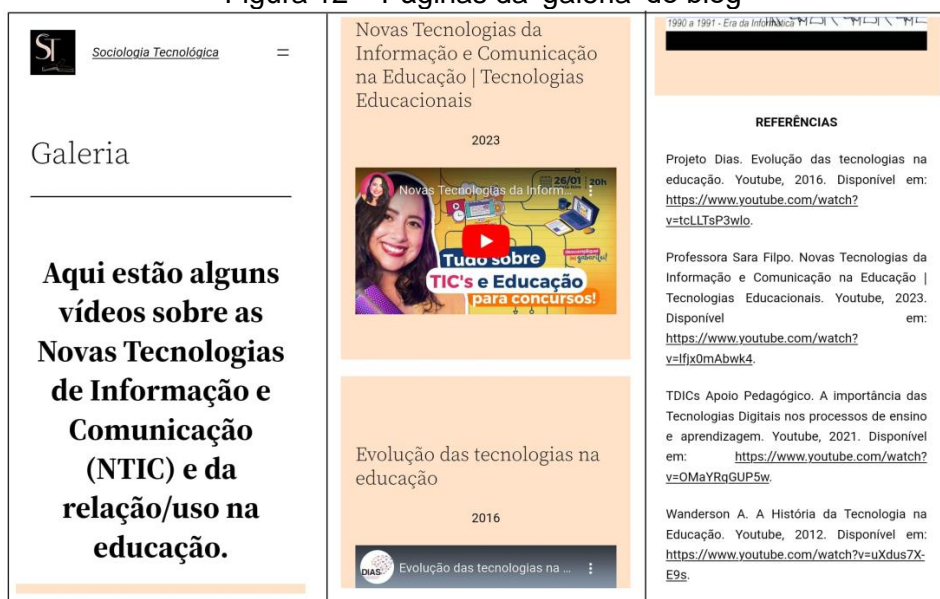 Figura 12 – Páginas da "galeria" do blog
ST
Sociologia Tecnológica
Galeria
Aqui estão alguns
vídeos sobre as
Novas Tecnologias
de Informação e
Comunicação
(NTIC) e da
relação/uso na
educação.
Novas Tecnologias da
Informação e Comunicação
na Educação | Tecnologias
Educacionais
2023
Novas Tecnologias da Inform...
26/01 20h
Tudo sobre
TIC's e Educação
para concursos!
Evolução das tecnologias na
educação
2016
DIAS
Evolução das tecnologias na ...
1990 a 1991 - Era da Informática
REFERÊNCIAS
Projeto Dias. Evolução das tecnologias na
educação. Youtube, 2016. Disponível em:
https://www.youtube.com/watch?
v=tcLLTsP3wlo.
Professora Sara Filpo. Novas Tecnologias da
Informação e Comunicação na Educação |
Tecnologias Educacionais. Youtube, 2023.
Disponível em:
https://www.youtube.com/watch?
v=Ifjx0mAbwk4.
TDICs Apoio Pedagógico. A importância das
Tecnologias Digitais nos processos de ensino
e aprendizagem. Youtube, 2021. Disponível
em: https://www.youtube.com/watch?
v=OMaYRqGUP5w.
Wanderson A. A História da Tecnologia na
Educação. Youtube, 2012. Disponível em:
https://www.youtube.com/watch?v=uXdus7X-
E9s.